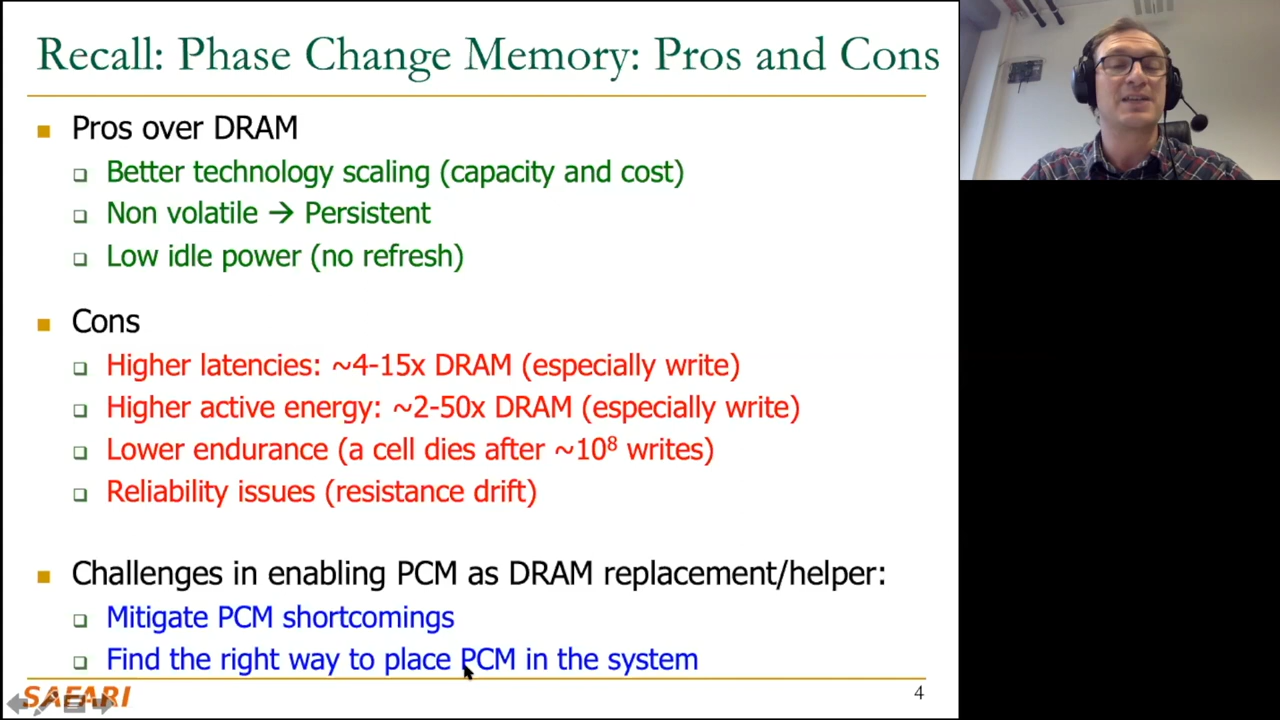 Recall: Phase Change Memory: Pros and Cons
Pros over DRAM
Better technology scaling (capacity and cost)
Non volatile → Persistent
Low idle power (no refresh)
Cons
Higher latencies: ~4-15x DRAM (especially write)
Higher active energy: ~2-50x DRAM (especially write)
Lower endurance (a cell dies after ~10⁸ writes)
Reliability issues (resistance drift)
Challenges in enabling PCM as DRAM replacement/helper:
Mitigate PCM shortcomings
Find the right way to place PCM in the system
SAFARI
4